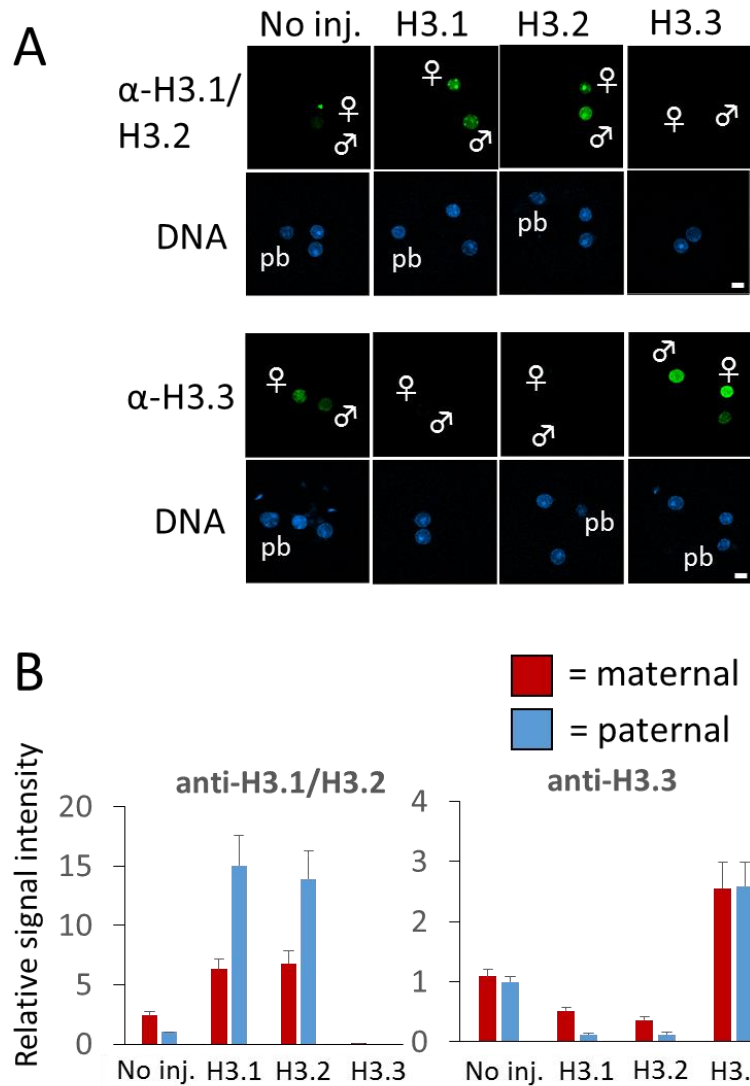 A
No inj. H3.1 H3.2 H3.3
α-H3.1/
H3.2
♀ ♂ ♀ ♂ ♀ ♂ ♀ ♂
DNA
pb pb pb
α-H3.3
♀ ♂ ♀ ♂ ♀ ♂ ♂ ♀
DNA
pb pb pb
B
= maternal
= paternal
Relative signal intensity
anti-H3.1/H3.2
20
15
10
5
0
No inj. H3.1 H3.2 H3.3
anti-H3.3
4
3
2
1
0
No inj. H3.1 H3.2 H3.